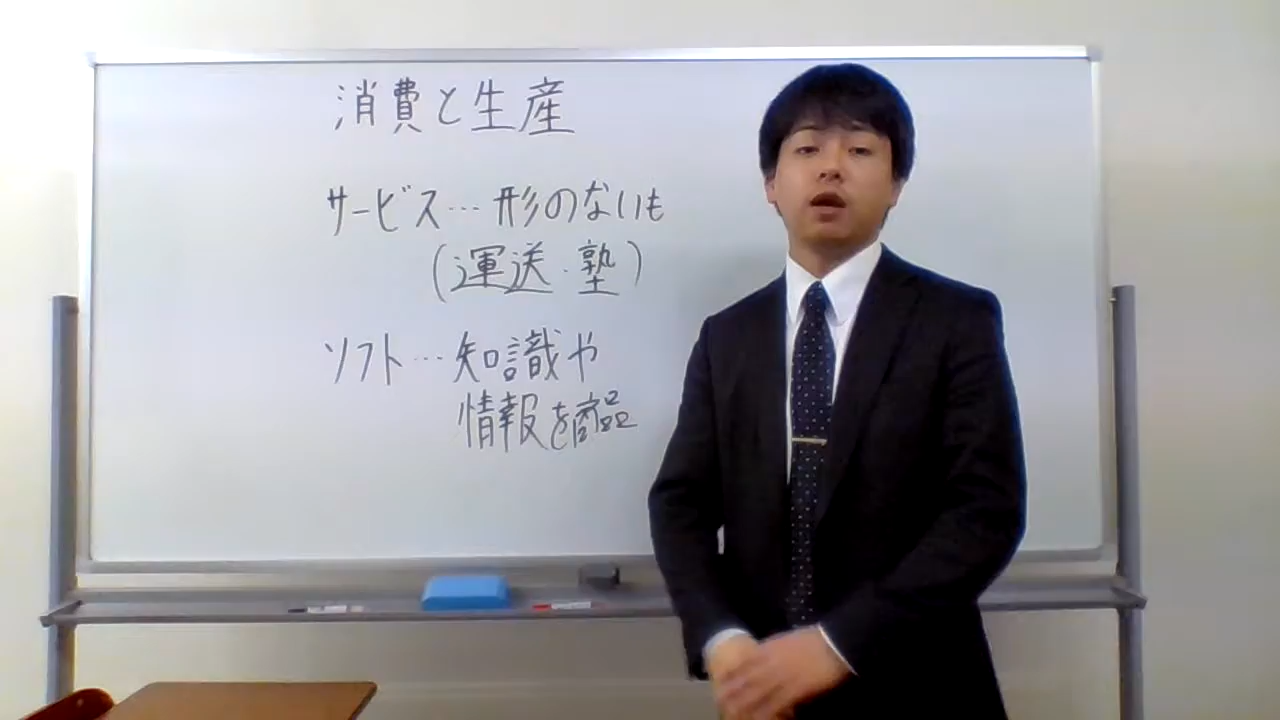 消費と生産
サービス…形のないも
(運送・塾)
ソフト…知識や
情報を商品